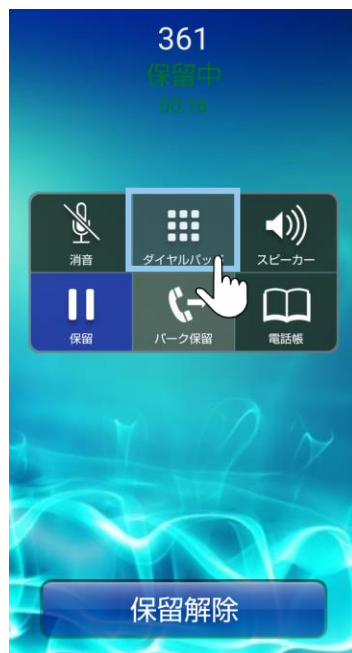 361
保留中
00:18
消音
ダイヤルパッド
スピーカー
保留
パーク保留
電話帳
保留解除